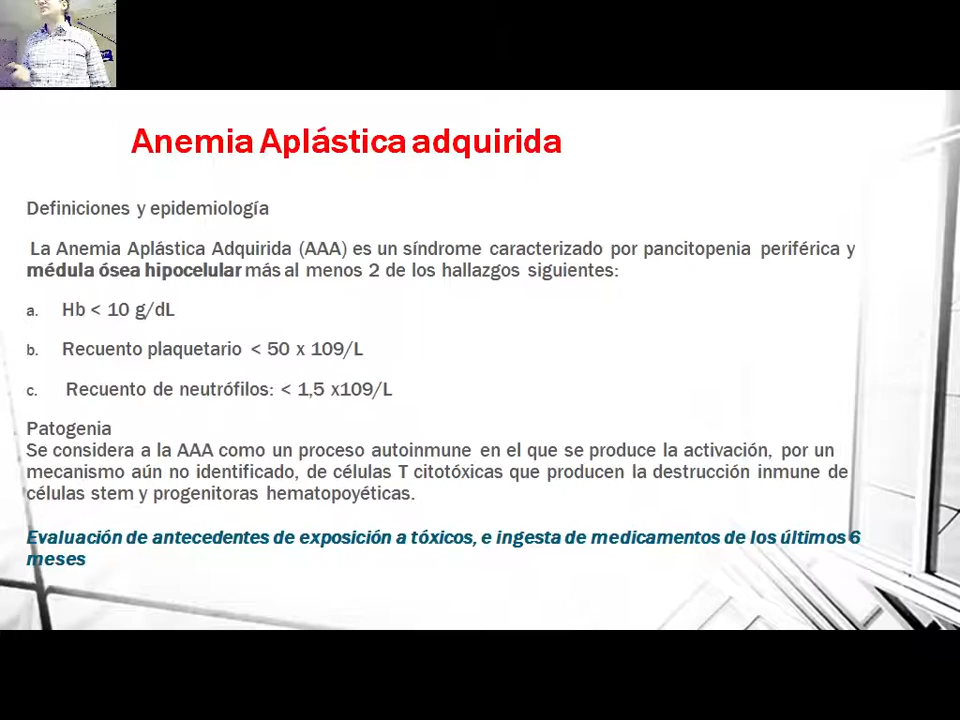 Anemia Aplástica adquirida
Definiciones y epidemiología
La Anemia Aplástica Adquirida (AAA) es un síndrome caracterizado por pancitopenia periférica y
médula ósea hipocelular más al menos 2 de los hallazgos siguientes:
a. Hb < 10 g/dL
b. Recuento plaquetario < 50 x 109/L
c. Recuento de neutrófilos: < 1,5 x109/L
Patogenia
Se considera a la AAA como un proceso autoinmune en el que se produce la activación, por un
mecanismo aún no identificado, de células T citotóxicas que producen la destrucción inmune de
células stem y progenitoras hematopoyéticas.
Evaluación de antecedentes de exposición a tóxicos, e ingesta de medicamentos de los últimos 6
meses